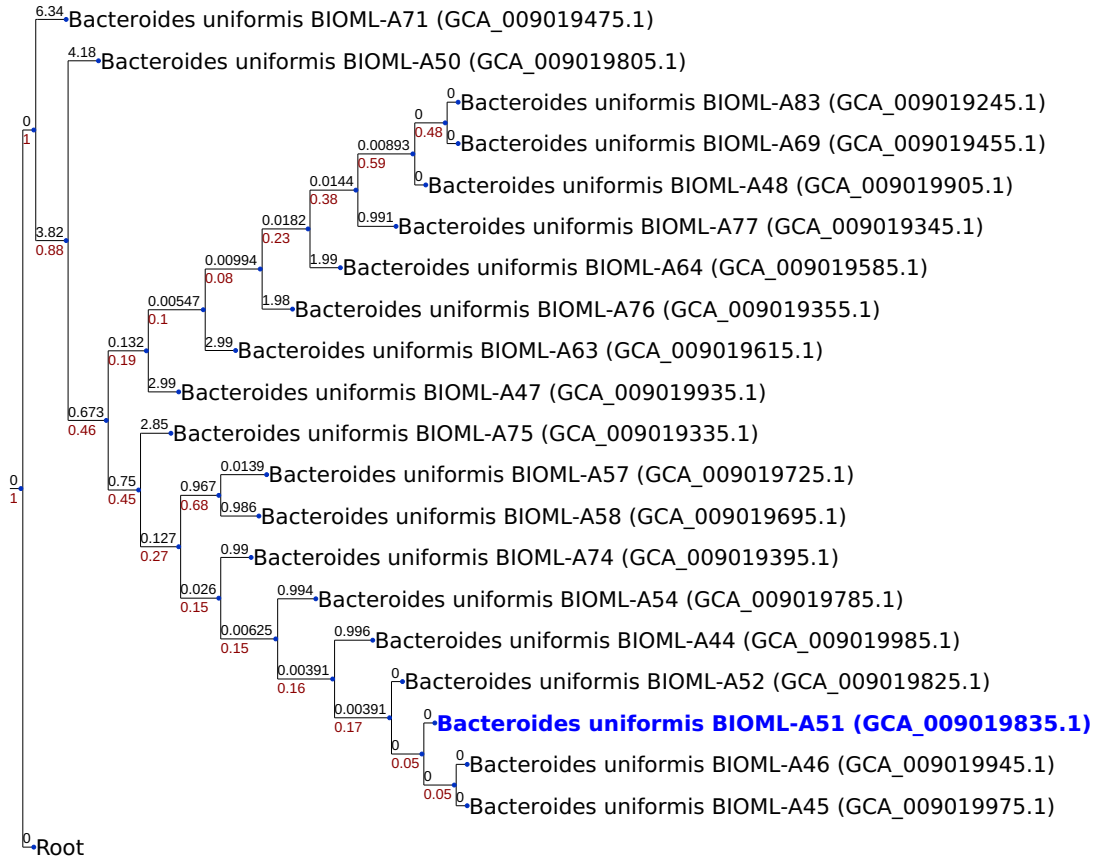 6.34 Bacteroides uniformis BIOML-A71 (GCA_009019475.1)
4.18 Bacteroides uniformis BIOML-A50 (GCA_009019805.1)
0 Bacteroides uniformis BIOML-A83 (GCA_009019245.1)
0
0.48
0
1
0 Bacteroides uniformis BIOML-A69 (GCA_009019455.1)
0.00893
0.59
0 Bacteroides uniformis BIOML-A48 (GCA_009019905.1)
0.0144
0.38
0.991 Bacteroides uniformis BIOML-A77 (GCA_009019345.1)
0.0182
0.23
3.82
0.88
1.99 Bacteroides uniformis BIOML-A64 (GCA_009019585.1)
0.00994
0.08
1.98 Bacteroides uniformis BIOML-A76 (GCA_009019355.1)
0.00547
0.1
2.99 Bacteroides uniformis BIOML-A63 (GCA_009019615.1)
0.132
0.19
2.99 Bacteroides uniformis BIOML-A47 (GCA_009019935.1)
0.673
0.46
2.85 Bacteroides uniformis BIOML-A75 (GCA_009019335.1)
0.0139 Bacteroides uniformis BIOML-A57 (GCA_009019725.1)
0
1
0.75
0.45
0.967
0.68
0.986 Bacteroides uniformis BIOML-A58 (GCA_009019695.1)
0.127
0.27
0.99 Bacteroides uniformis BIOML-A74 (GCA_009019395.1)
0.026
0.15
0.994 Bacteroides uniformis BIOML-A54 (GCA_009019785.1)
0.00625
0.15
0.996 Bacteroides uniformis BIOML-A44 (GCA_009019985.1)
0.00391
0.16
0 Bacteroides uniformis BIOML-A52 (GCA_009019825.1)
0.00391
0.17
0 Bacteroides uniformis BIOML-A51 (GCA_009019835.1)
0
0.05
0 Bacteroides uniformis BIOML-A46 (GCA_009019945.1)
0
0.05
0 Bacteroides uniformis BIOML-A45 (GCA_009019975.1)
0 Root